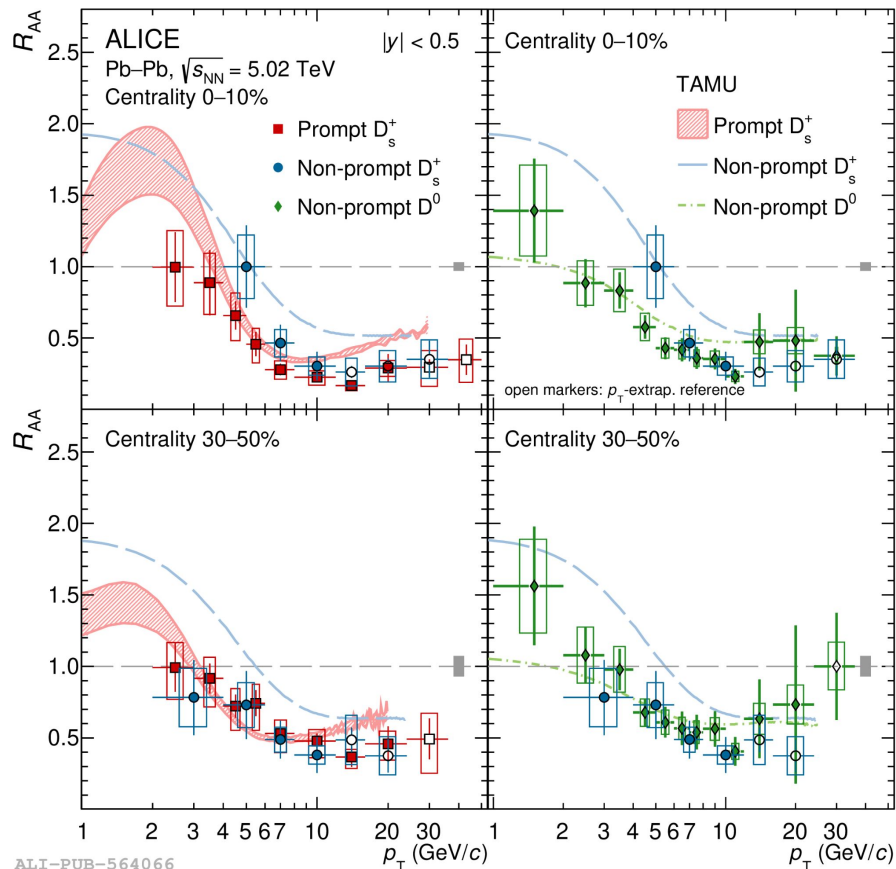 R_AA
ALICE
|y| < 0.5
Pb–Pb, √s_NN = 5.02 TeV
Centrality 0–10%
Prompt D_s^+
Non-prompt D_s^+
Non-prompt D^0
2.5
2.0
1.5
1.0
0.5
Centrality 0–10%
TAMU
Prompt D_s^+
Non-prompt D_s^+
Non-prompt D^0
open markers: p_T-extrap. reference
R_AA
Centrality 30–50%
2.5
2.0
1.5
1.0
0.5
Centrality 30–50%
1 2 3 4 5 6 7 10 20 30
p_T (GeV/c)
1 2 3 4 5 6 7 10 20 30
p_T (GeV/c)
ALI-PUB-564066